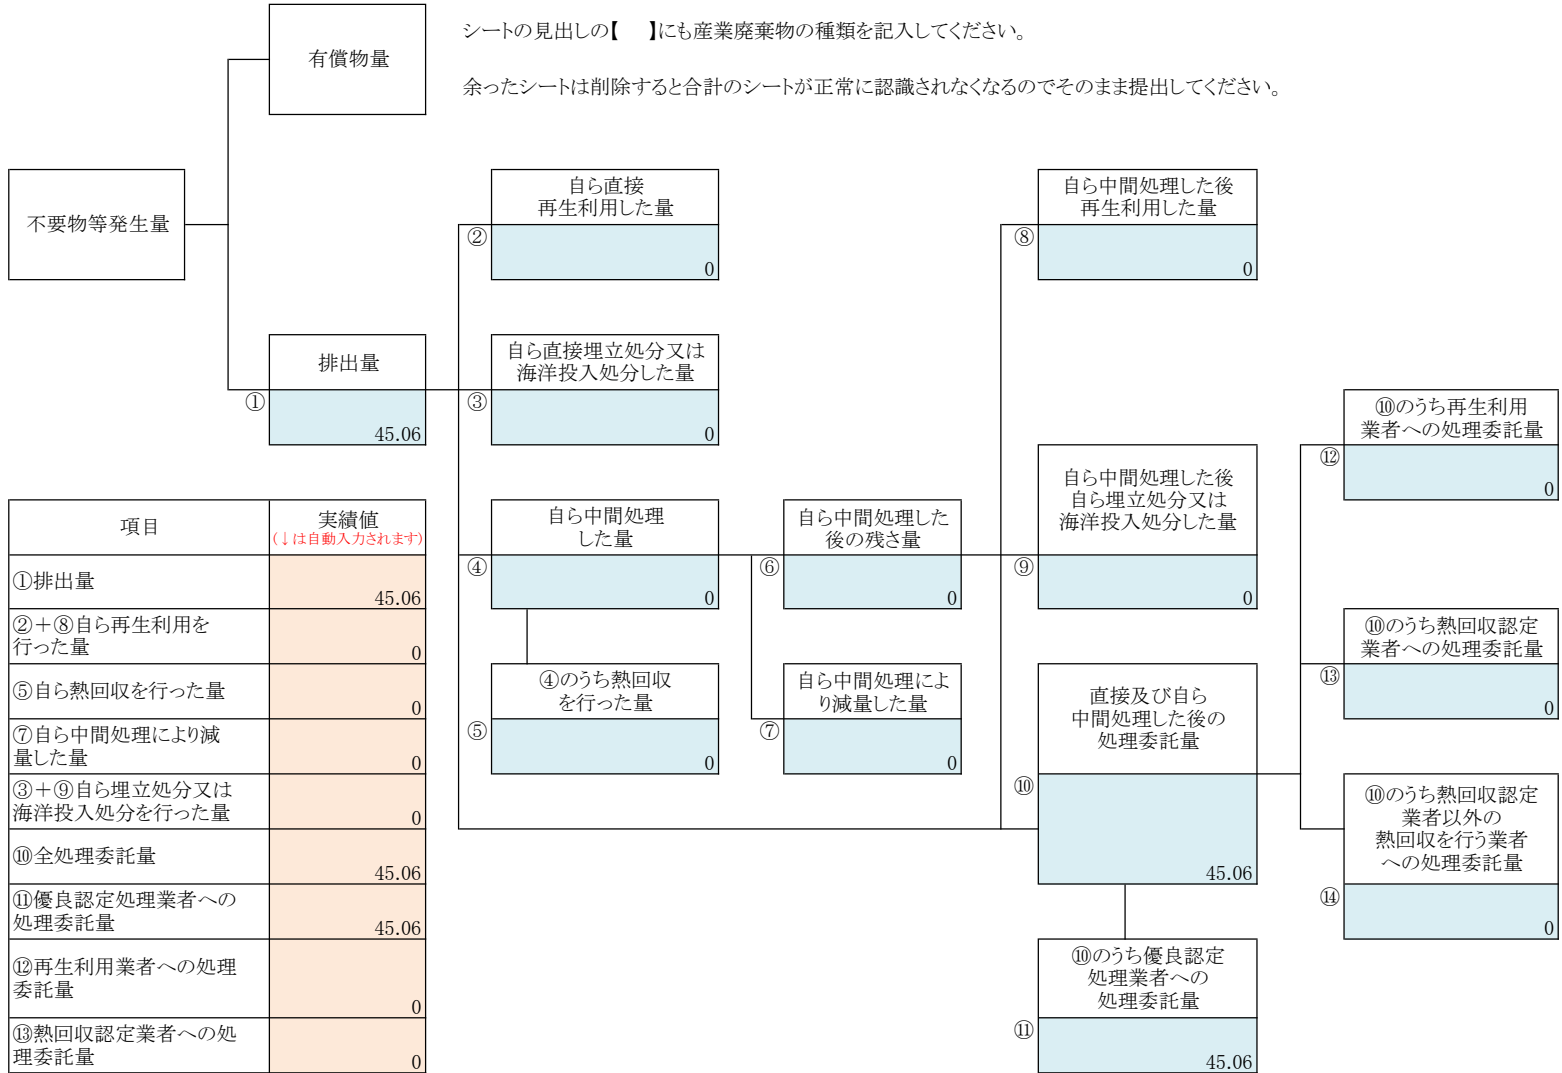 シートの見出しの【　】にも産業廃棄物の種類を記入してください。
余ったシートは削除すると合計のシートが正常に認識されなくなるのでそのまま提出してください。
有償物量
不要物等発生量
自ら直接
再生利用した量
②
0
自ら中間処理した後
再生利用した量
⑧
0
排出量
①
45.06
自ら直接埋立処分又は
海洋投入処分した量
③
0
⑩のうち再生利用
業者への処理委託量
⑫
0
自ら中間処理した後
自ら埋立処分又は
海洋投入処分した量
⑨
0
自ら中間処理
した量
④
0
自ら中間処理した
後の残さ量
⑥
0
⑩のうち熱回収認定
業者への処理委託量
⑬
0
④のうち熱回収
を行った量
⑤
0
自ら中間処理によ
り減量した量
⑦
0
直接及び自ら
中間処理した後の
処理委託量
⑩
45.06
⑩のうち熱回収認定
業者以外の
熱回収を行う業者
への処理委託量
⑭
0
⑩のうち優良認定
処理業者への
処理委託量
⑪
45.06
項目
実績値
(↓は自動入力されます)
①排出量
45.06
②+⑧自ら再生利用を
行った量
0
⑤自ら熱回収を行った量
0
⑦自ら中間処理により減
量した量
0
③+⑨自ら埋立処分又は
海洋投入処分を行った量
0
⑩全処理委託量
45.06
⑪優良認定処理業者への
処理委託量
45.06
⑫再生利用業者への処理
委託量
0
⑬熱回収認定業者への処
理委託量
0